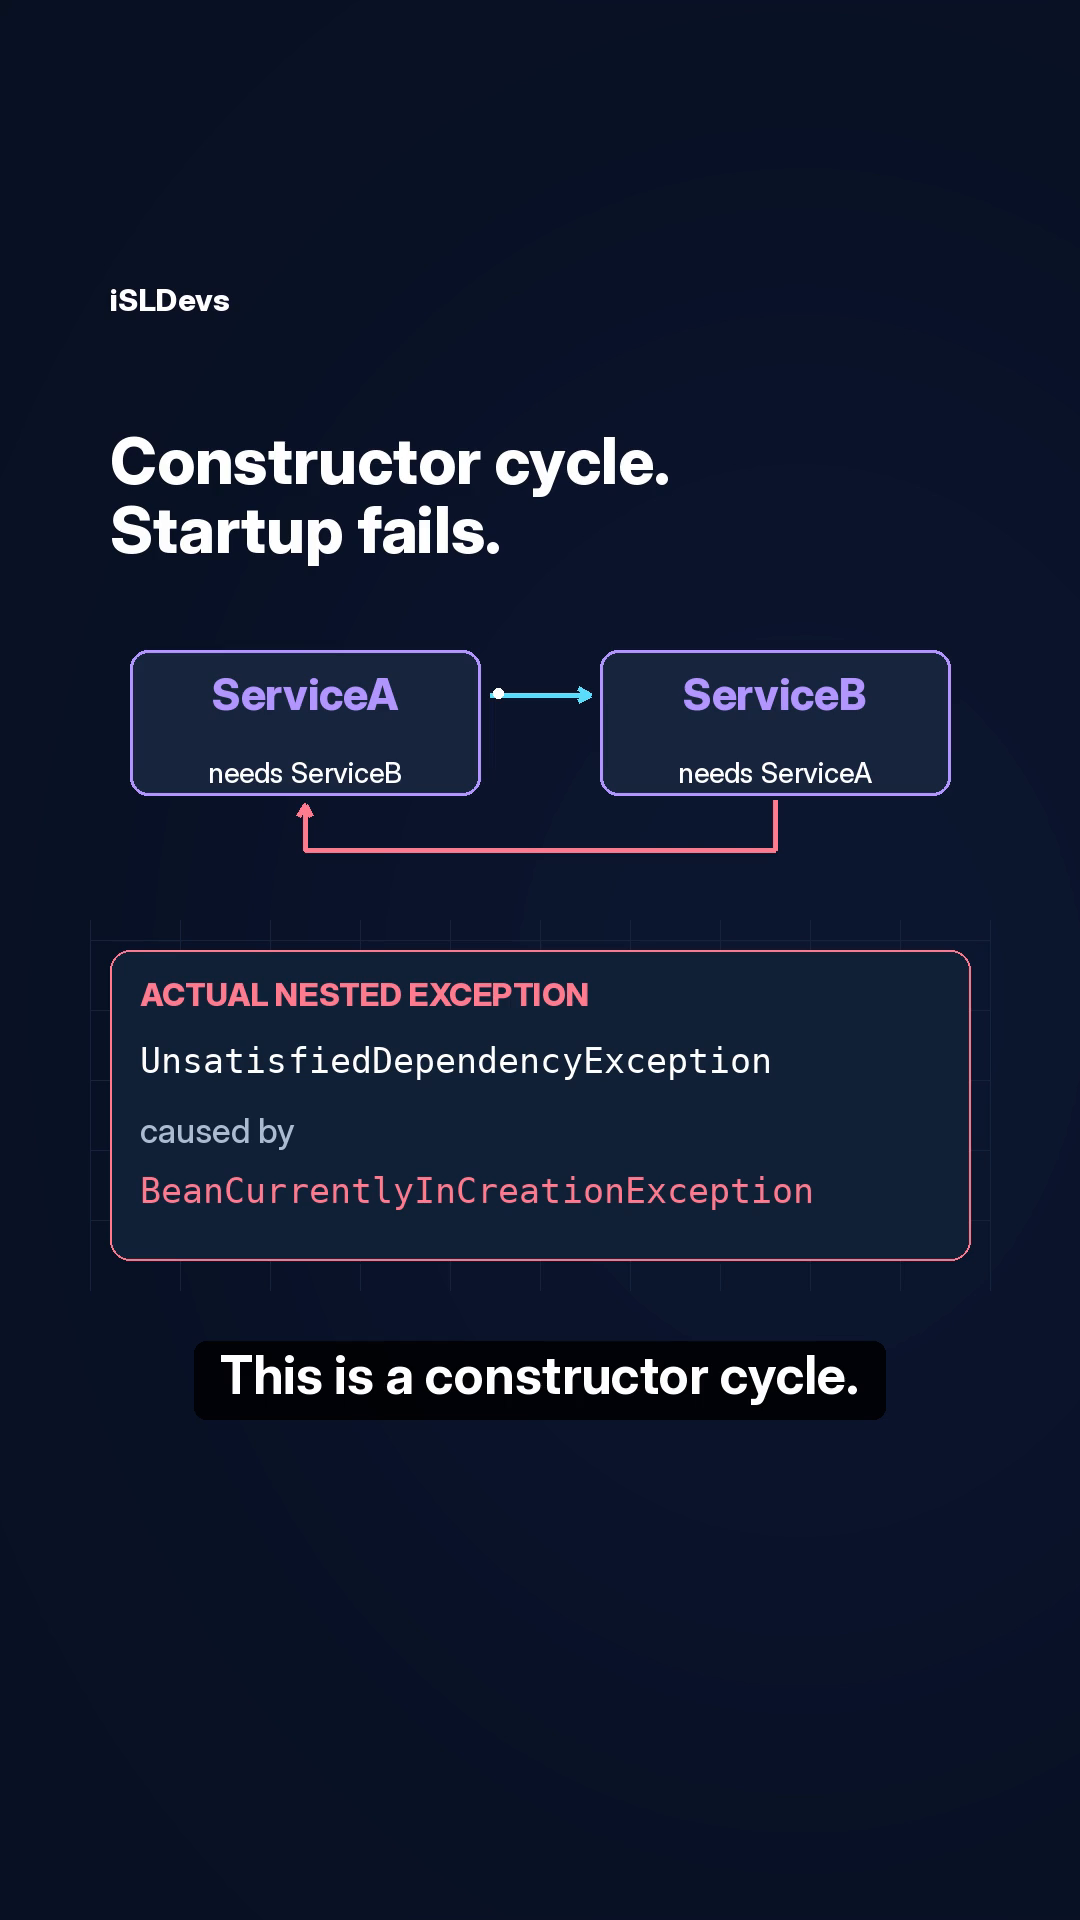 iSLDevs
Constructor cycle.
Startup fails.
ServiceA
needs ServiceB
ServiceB
needs ServiceA
ACTUAL NESTED EXCEPTION
UnsatisfiedDependencyException
caused by
BeanCurrentlyInCreationException
This is a constructor cycle.